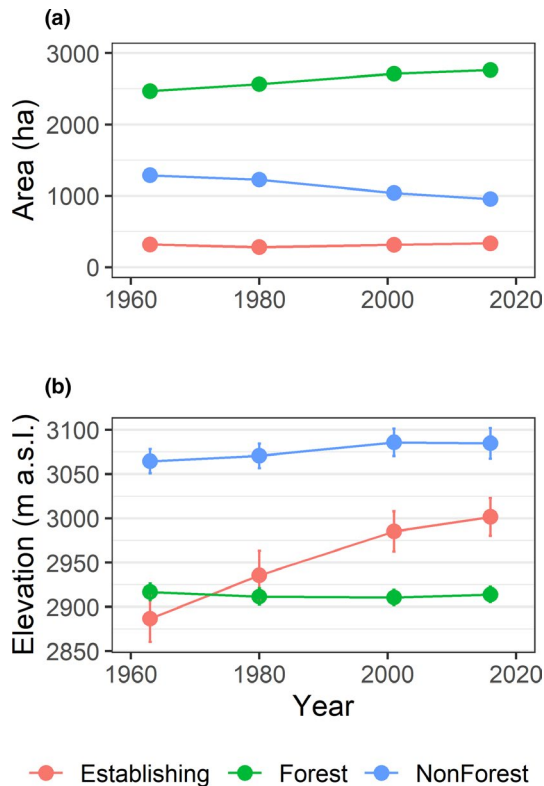 (a)
Area (ha)
3000
2000
1000
0
1960 1980 2000 2020
(b)
Elevation (m a.s.l.)
3100
3050
3000
2950
2900
2850
1960 1980 2000 2020
Year
Establishing Forest NonForest